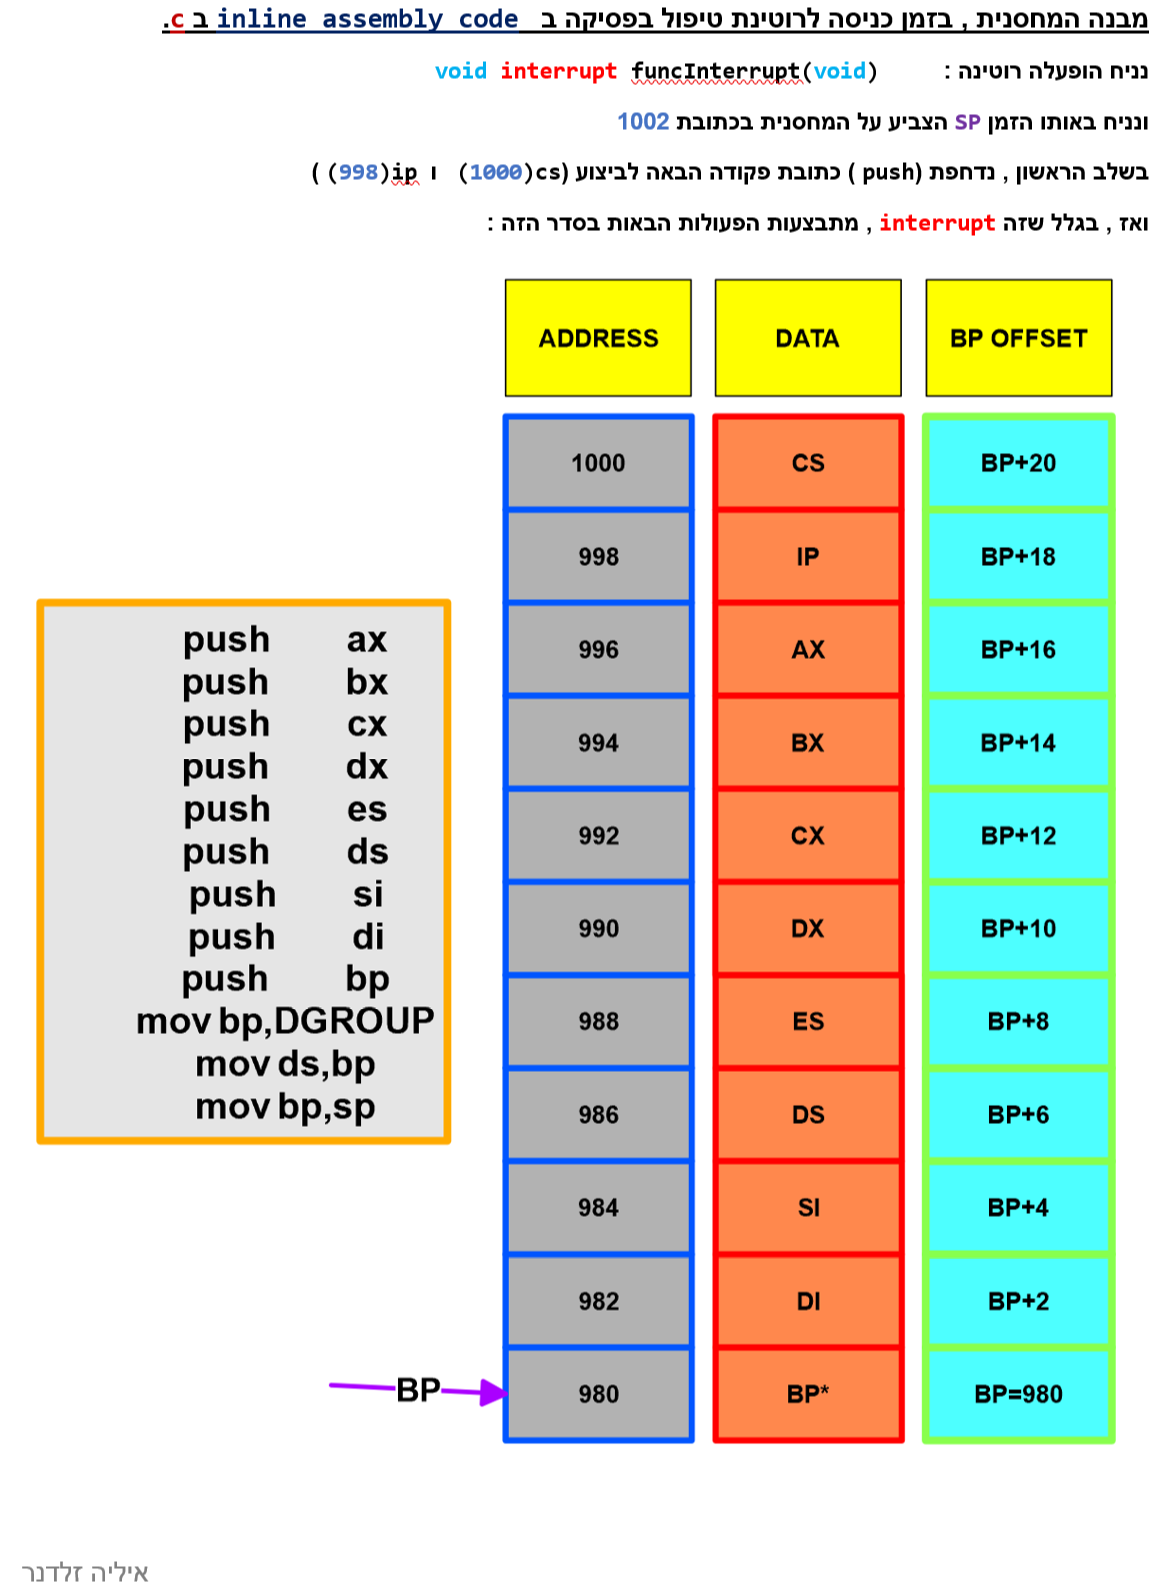 מבנה המחסנית , בזמן כניסה לרוטינת טיפול בפסיקה ב inline assembly code ב c.
נניח הופעלה רוטינה : void interrupt funcInterrupt(void)
ונניח באותו הזמן SP הצביע על המחסנית בכתובת 1002
בשלב הראשון , נדחפת (push ) כתובת פקודה הבאה לביצוע (cs(1000) ו ip(998) )
ואז , בגלל שזה interrupt , מתבצעות הפעולות הבאות בסדר הזה :
ADDRESS DATA BP OFFSET
1000 CS BP+20
998 IP BP+18
996 AX BP+16
994 BX BP+14
992 CX BP+12
990 DX BP+10
988 ES BP+8
986 DS BP+6
984 SI BP+4
982 DI BP+2
980 BP* BP=980
push ax
push bx
push cx
push dx
push es
push ds
push si
push di
push bp
mov bp,DGROUP
mov ds,bp
mov bp,sp
BP
איליה זלדנר